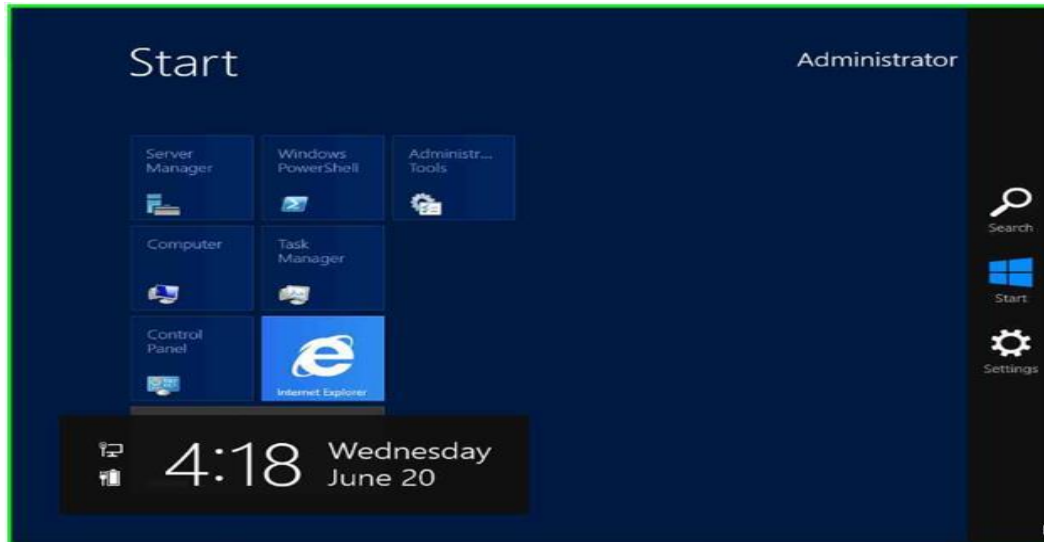 Start
Administrator
Server
Manager
Windows
PowerShell
Administr...
Tools
Computer
Task
Manager
Control
Panel
Internet Explorer
Search
Start
Settings
4:18
Wednesday
June 20